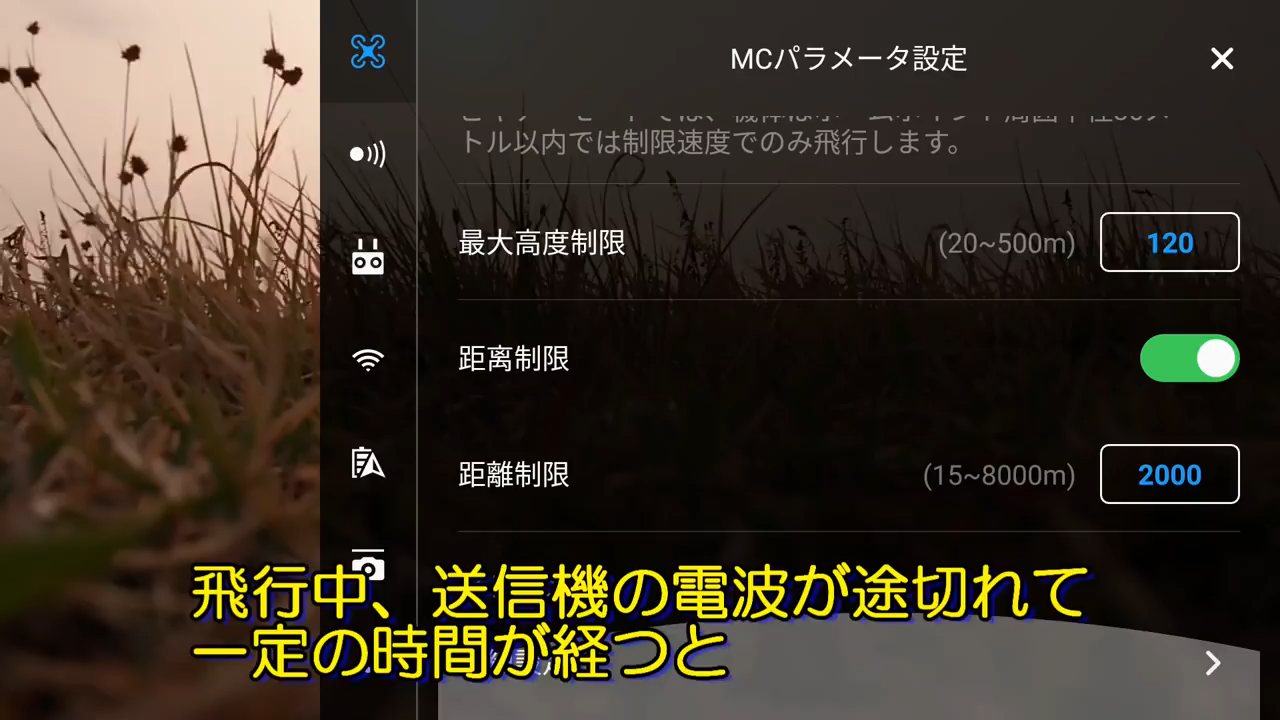 MCパラメータ設定
トル以内では制限速度でのみ飛行します。
最大高度制限 (20~500m) 120
距离制限
距離制限 (15~8000m) 2000
飛行中、送信機の電波が途切れて
一定の時間が経つと